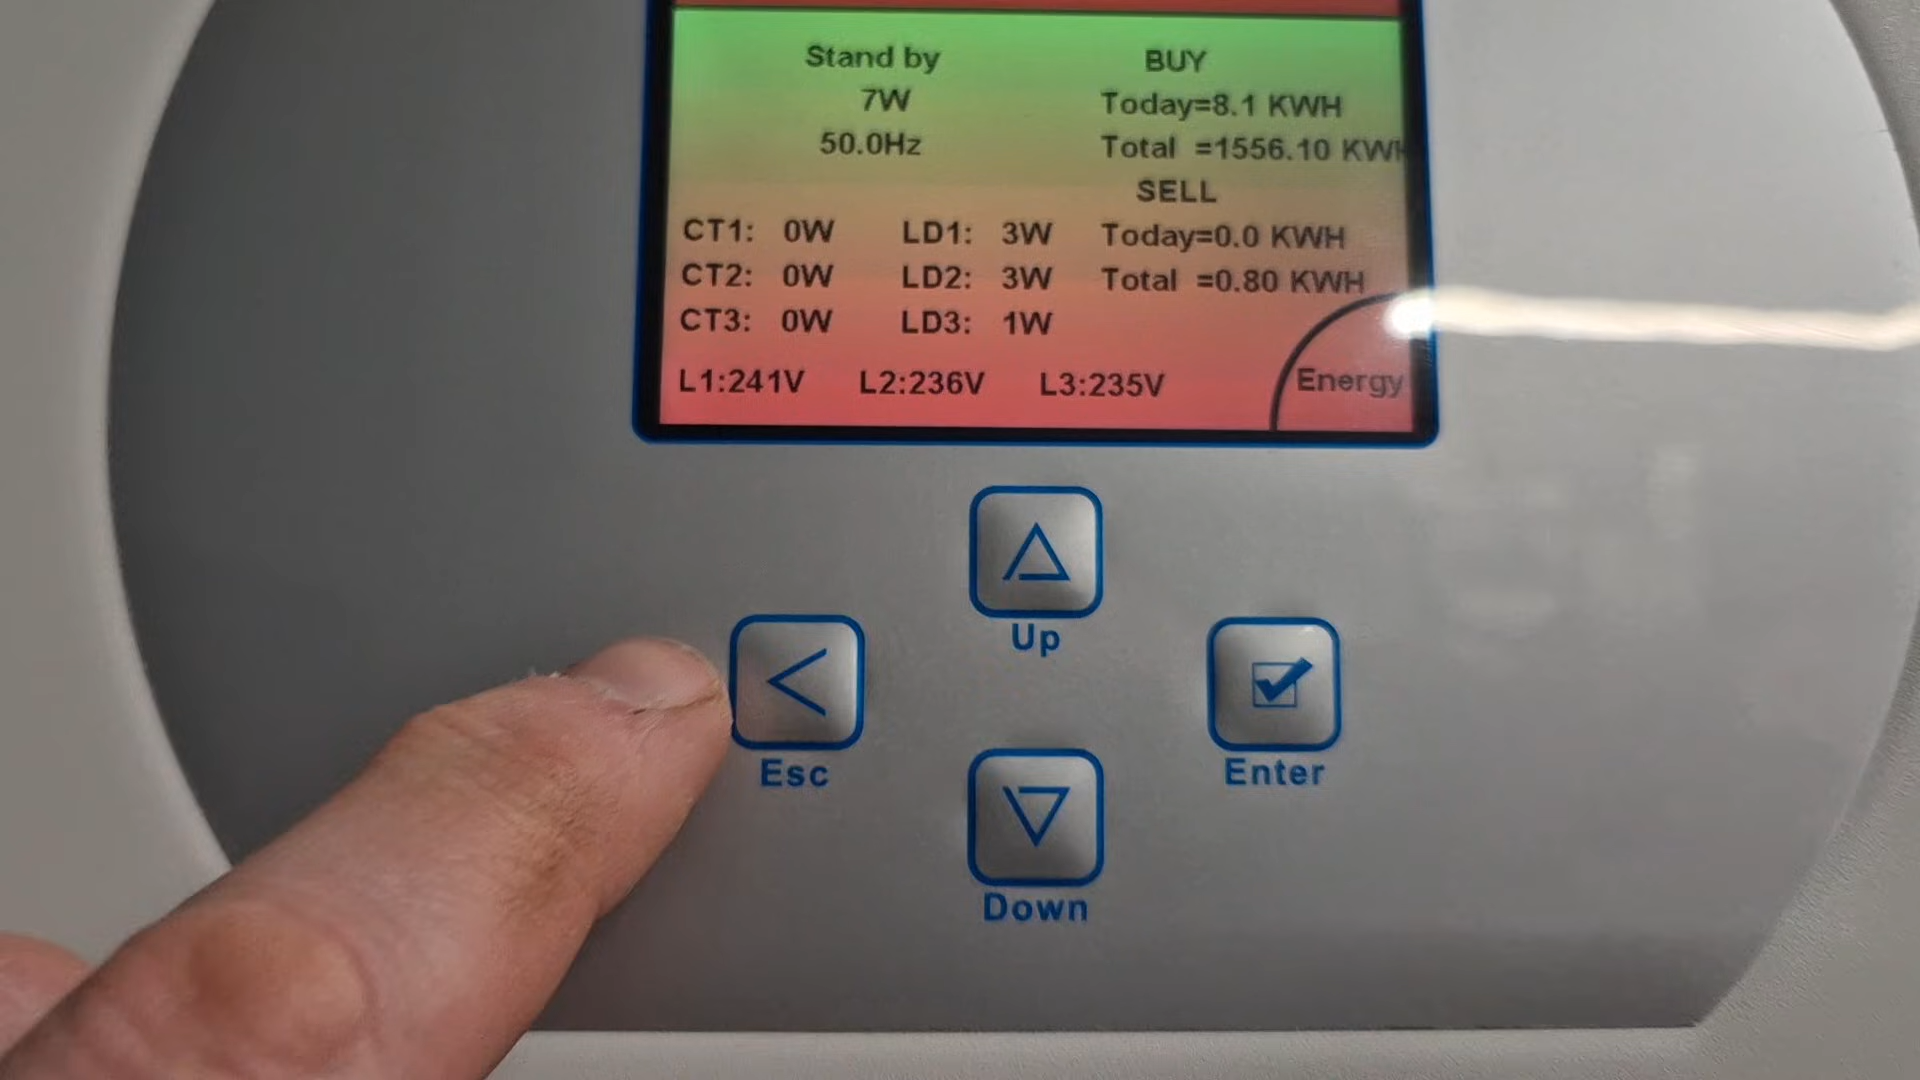 Stand by
7W
50.0Hz
BUY
Today=8.1 KWH
Total =1556.10 KWH
SELL
Today=0.0 KWH
Total =0.80 KWH
CT1: 0W LD1: 3W
CT2: 0W LD2: 3W
CT3: 0W LD3: 1W
L1:241V L2:236V L3:235V
Energy
Up
Esc
Enter
Down